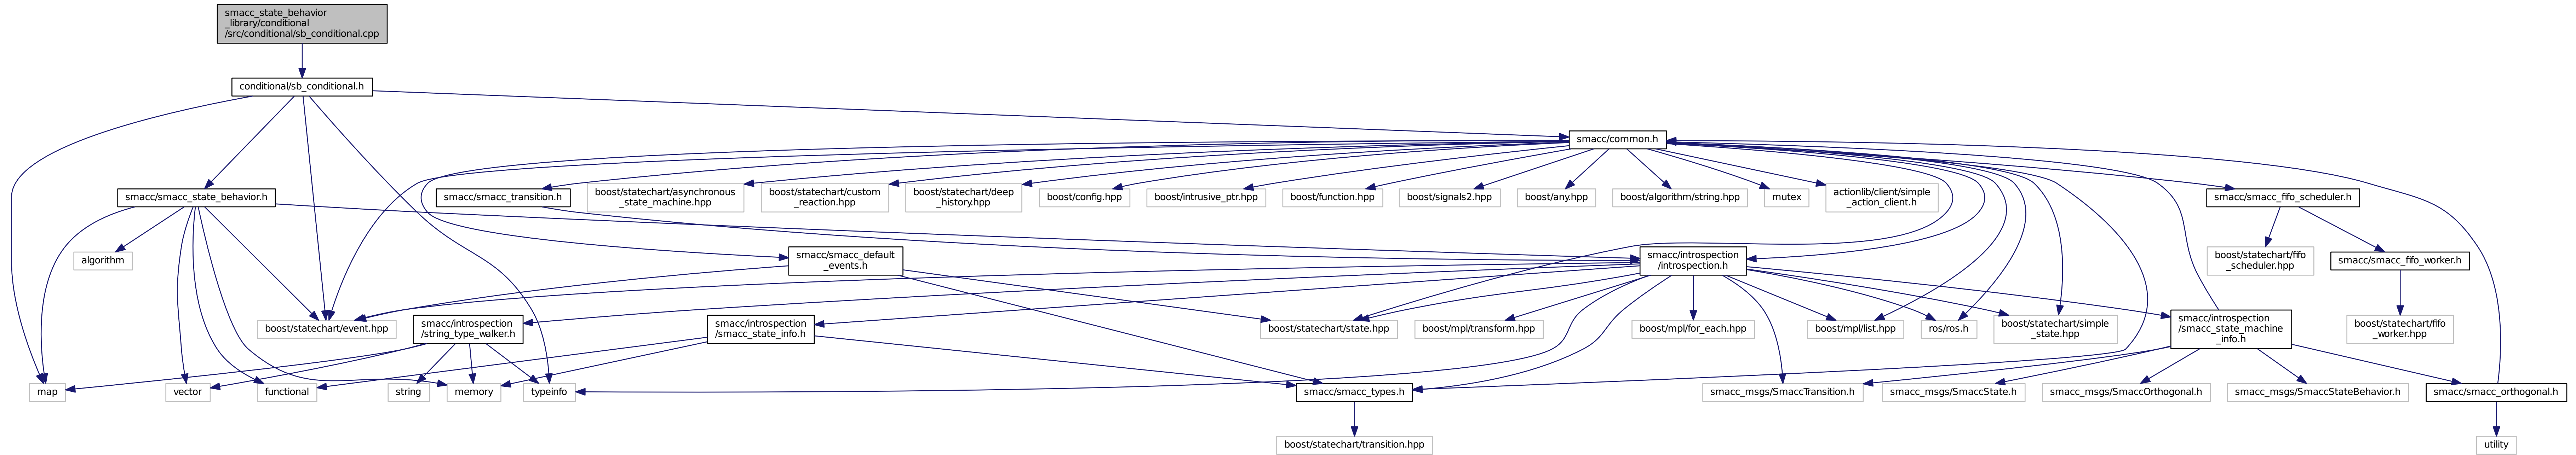 smacc_state_behavior
_library/conditional
/src/conditional/sb_conditional.cpp
conditional/sb_conditional.h
smacc/common.h
smacc/smacc_state_behavior.h
smacc/smacc_transition.h
boost/statechart/asynchronous
_state_machine.hpp
boost/statechart/custom
_reaction.hpp
boost/statechart/deep
_history.hpp
boost/config.hpp
boost/intrusive_ptr.hpp
boost/function.hpp
boost/signals2.hpp
boost/any.hpp
boost/algorithm/string.hpp
mutex
actionlib/client/simple
_action_client.h
smacc/smacc_fifo_scheduler.h
algorithm
smacc/smacc_default
_events.h
smacc/introspection
/introspection.h
boost/statechart/fifo
_scheduler.hpp
smacc/smacc_fifo_worker.h
boost/statechart/event.hpp
smacc/introspection
/string_type_walker.h
smacc/introspection
/smacc_state_info.h
boost/statechart/state.hpp
boost/mpl/transform.hpp
boost/mpl/for_each.hpp
boost/mpl/list.hpp
ros/ros.h
boost/statechart/simple
_state.hpp
smacc/introspection
/smacc_state_machine
_info.h
boost/statechart/fifo
_worker.hpp
map
vector
functional
string
memory
typeinfo
smacc/smacc_types.h
smacc_msgs/SmaccTransition.h
smacc_msgs/SmaccState.h
smacc_msgs/SmaccOrthogonal.h
smacc_msgs/SmaccStateBehavior.h
smacc/smacc_orthogonal.h
boost/statechart/transition.hpp
utility